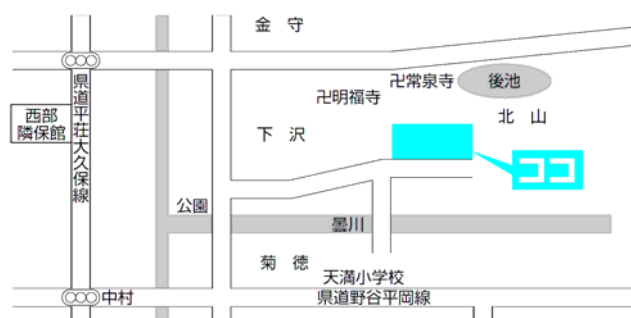 金守
卍常泉寺
後池
卍明福寺
北山
県道平荘大久保線
西部
隣保館
下沢
ココ
公園
曇川
菊徳
天満小学校
中村
県道野谷平岡線